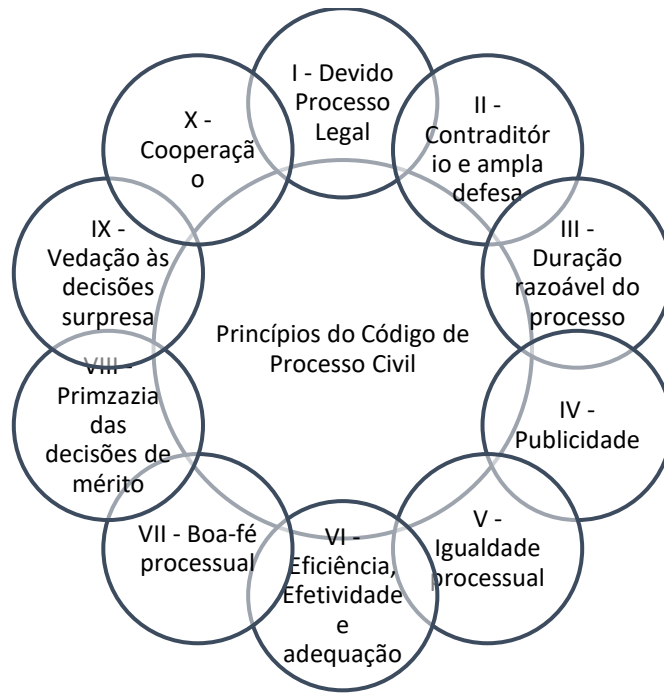 I - Devido
Processo
Legal
II -
Contraditór
io e ampla
defesa
III -
Duração
razoável do
processo
IV -
Publicidade
V -
Igualdade
processual
VI -
Eficiência,
Efetividade
e
adequação
VII - Boa-fé
processual
VIII -
Primzazia
das
decisões de
mérito
IX -
Vedação às
decisões
surpresa
X -
Cooperaçã
o
Princípios do Código de
Processo Civil